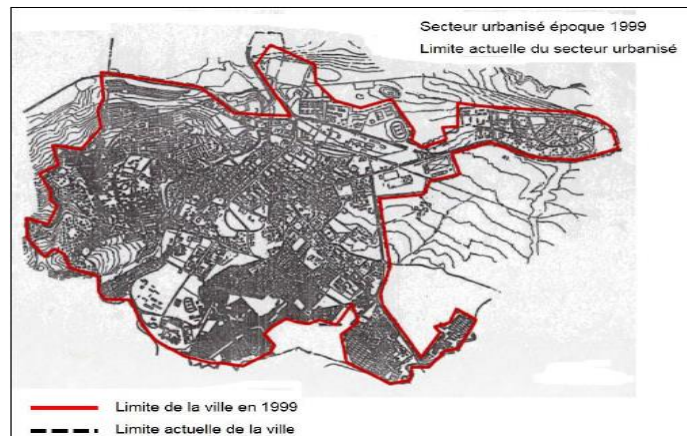 Secteur urbanisé époque 1999
Limite actuelle du secteur urbanisé
Limite de la ville en 1999
Limite actuelle de la ville